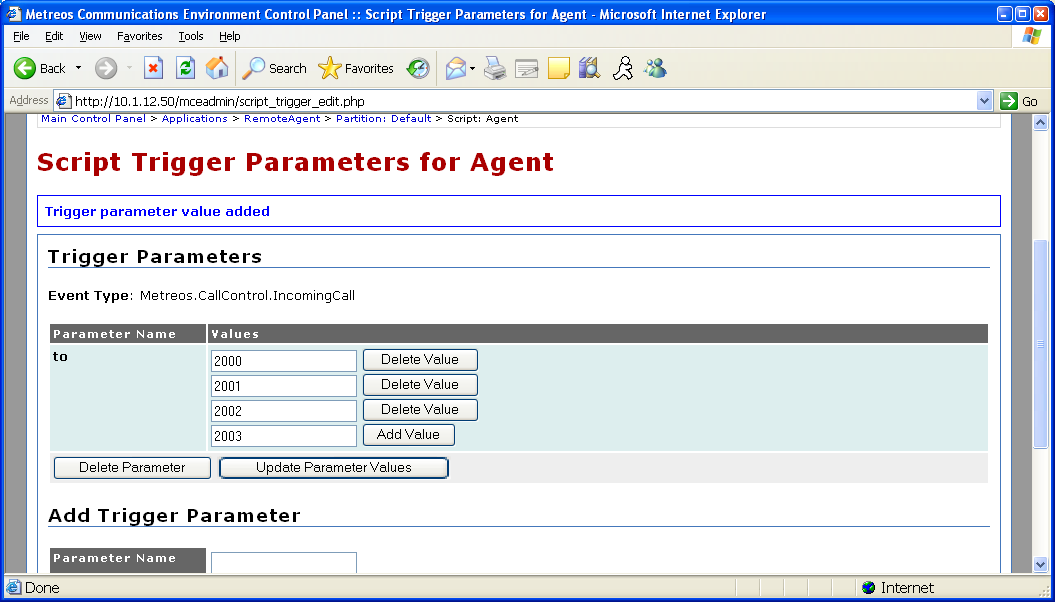 Metreos Communications Environment Control Panel :: Script Trigger Parameters for Agent - Microsoft Internet Explorer
File Edit View Favorites Tools Help
Back Search Favorites
Address http://10.1.12.50/mceadmin/script_trigger_edit.php Go
Main Control Panel > Applications > RemoteAgent > Partition: Default > Script: Agent
Script Trigger Parameters for Agent
Trigger parameter value added
Trigger Parameters
Event Type: Metreos.CallControl.IncomingCall
Parameter Name Values
to 2000 Delete Value
2001 Delete Value
2002 Delete Value
2003 Add Value
Delete Parameter Update Parameter Values
Add Trigger Parameter
Parameter Name
Done Internet